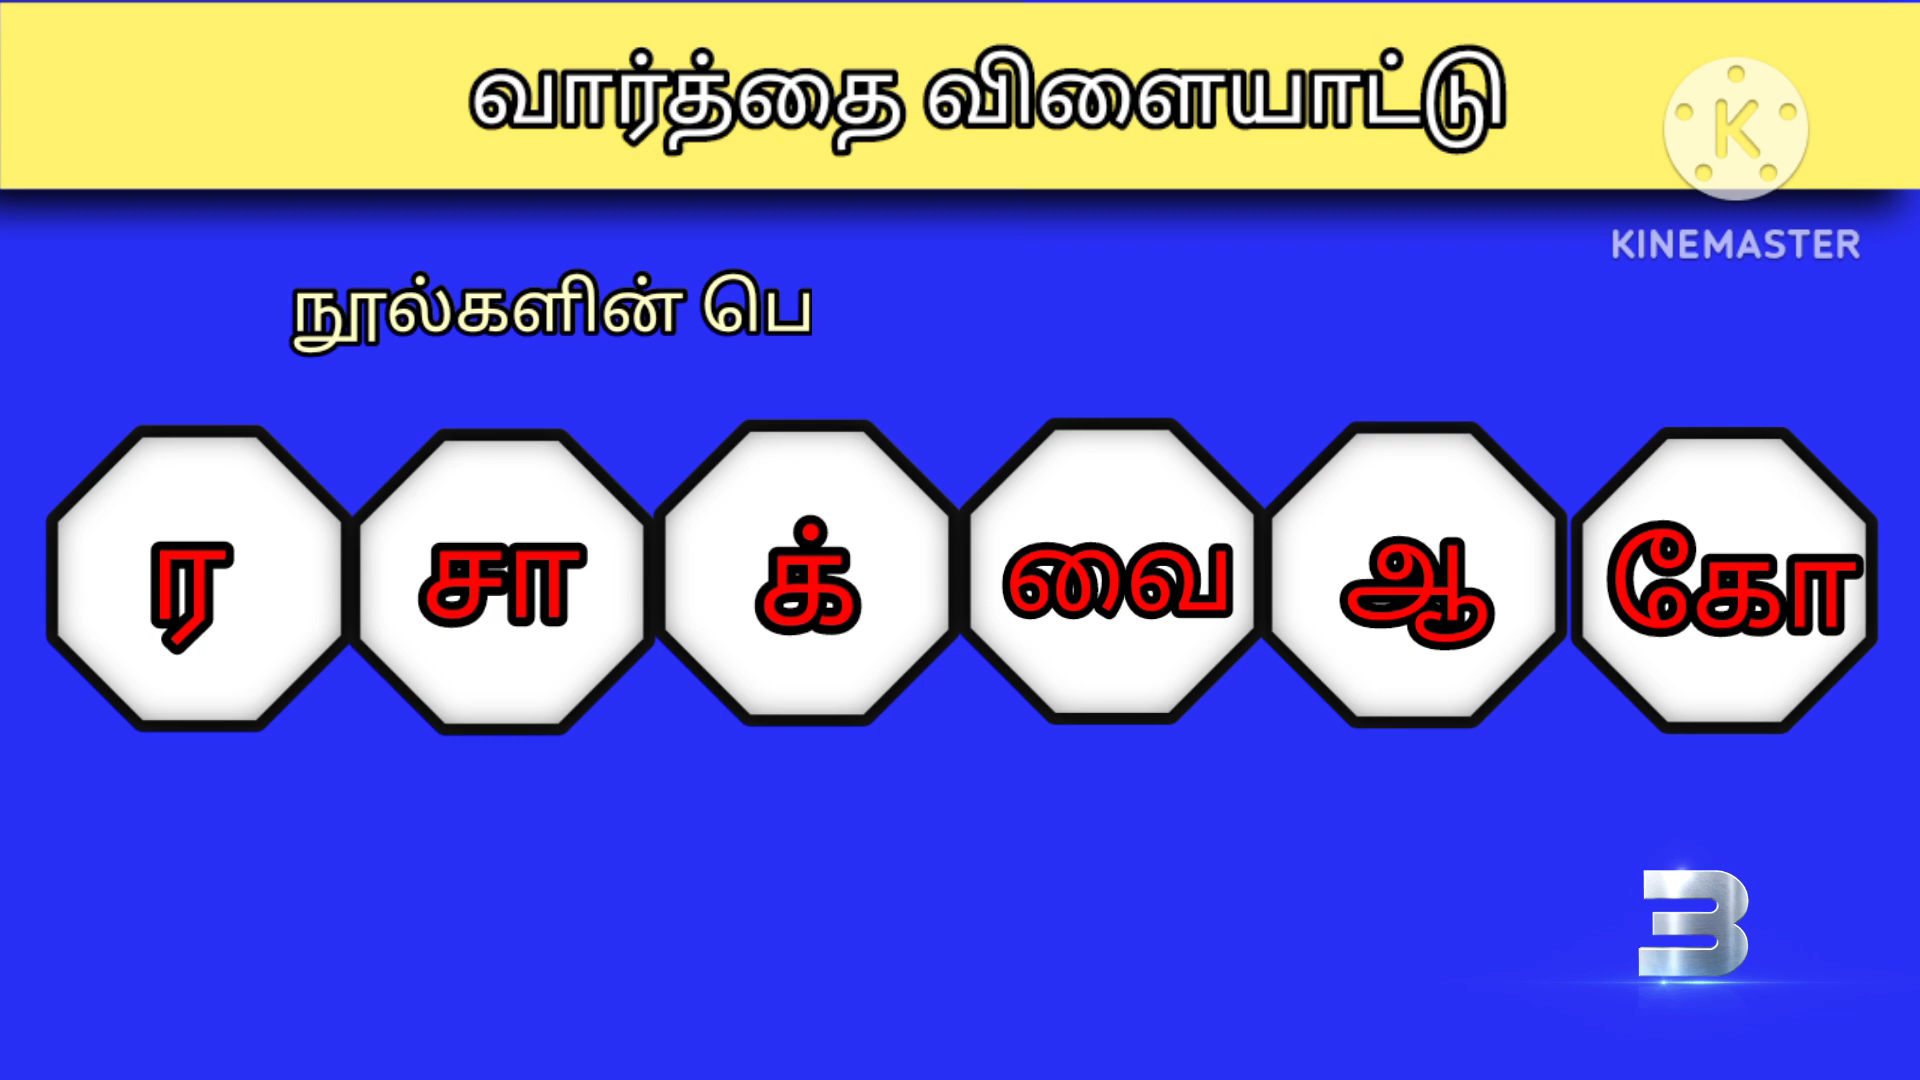 வார்த்தை விளையாட்டு
K
KINEMASTER
நூல்களின் பெ
ர சா க் வை ஆ கோ
3